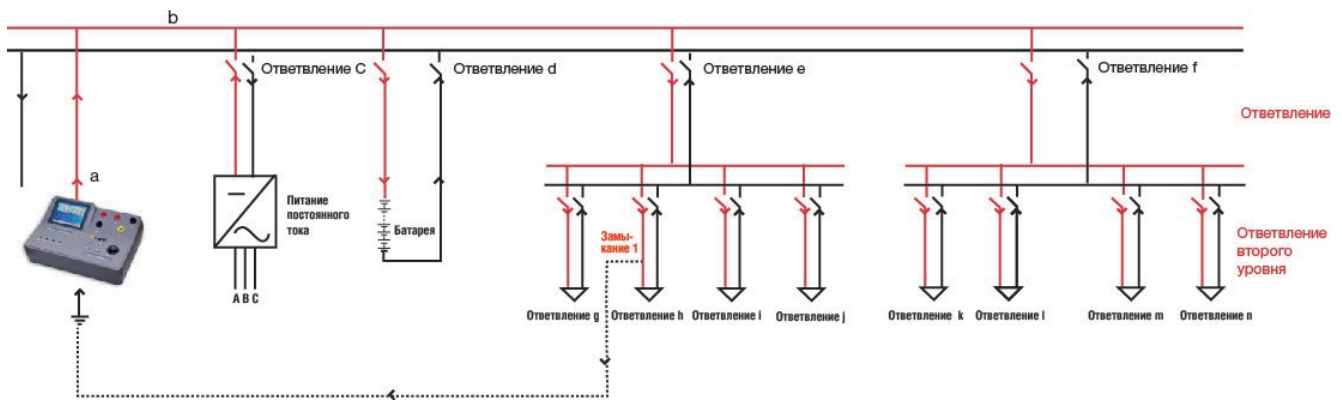 b
Ответвление C
Ответвление d
Ответвление e
Ответвление f
Ответвление
a
Питание
постоянного
тока
Батарея
Замы-
кание 1
Ответвление
второго
уровня
A B C
Ответвление g
Ответвление h
Ответвление i
Ответвление j
Ответвление k
Ответвление l
Ответвление m
Ответвление n